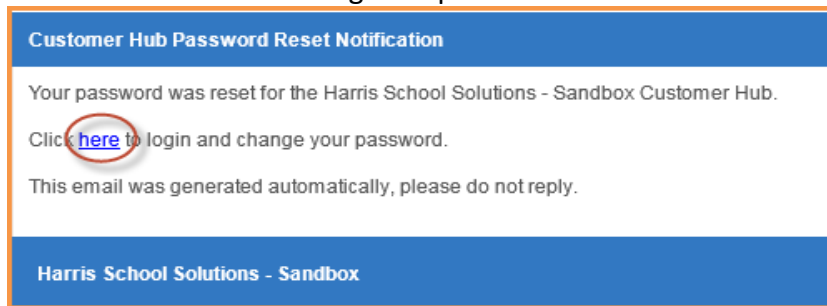 Customer Hub Password Reset Notification
Your password was reset for the Harris School Solutions - Sandbox Customer Hub.
Click here to login and change your password.
This email was generated automatically, please do not reply.
Harris School Solutions - Sandbox